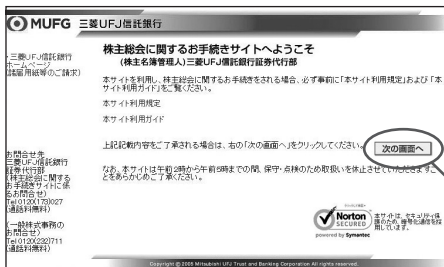 MUFG 三菱UFJ信託銀行
・三菱UFJ信託銀行
ホームページ
(諸届用紙等のご請求)
お問合せ先
三菱UFJ信託銀行
証券代行部
(株主総会に関する
お手続きサイトに係
るお問合せ)
Tel 0120(173)027
(通話料無料)
(一般株式事務の
お問合せ)
Tel 0120(232)711
(通話料無料)
株主総会に関するお手続きサイトへようこそ
(株主名簿管理人)三菱UFJ信託銀行証券代行部
本サイトを利用し、株主総会に関するお手続きをされる場合、必ず事前に「本サイト利用規定」および「本
サイト利用ガイド」をご覧ください。
本サイト利用規定
本サイト利用ガイド
上記記載内容をご了承される場合は、右の「次の画面へ」をクリックしてください。
次の画面へ
なお、本サイトは午前2時から午前5時までの間、保守・点検のため取扱いを休止させていただきますこ
とをあらかじめご了承ください。
Norton
SECURED
powered by Symantec
本サイトは、セキュリティ保
護のため、暗号化通信を採
用しています。
Copyright © 2005 Mitsubishi UFJ Trust and Banking Corporation All rights reserved.